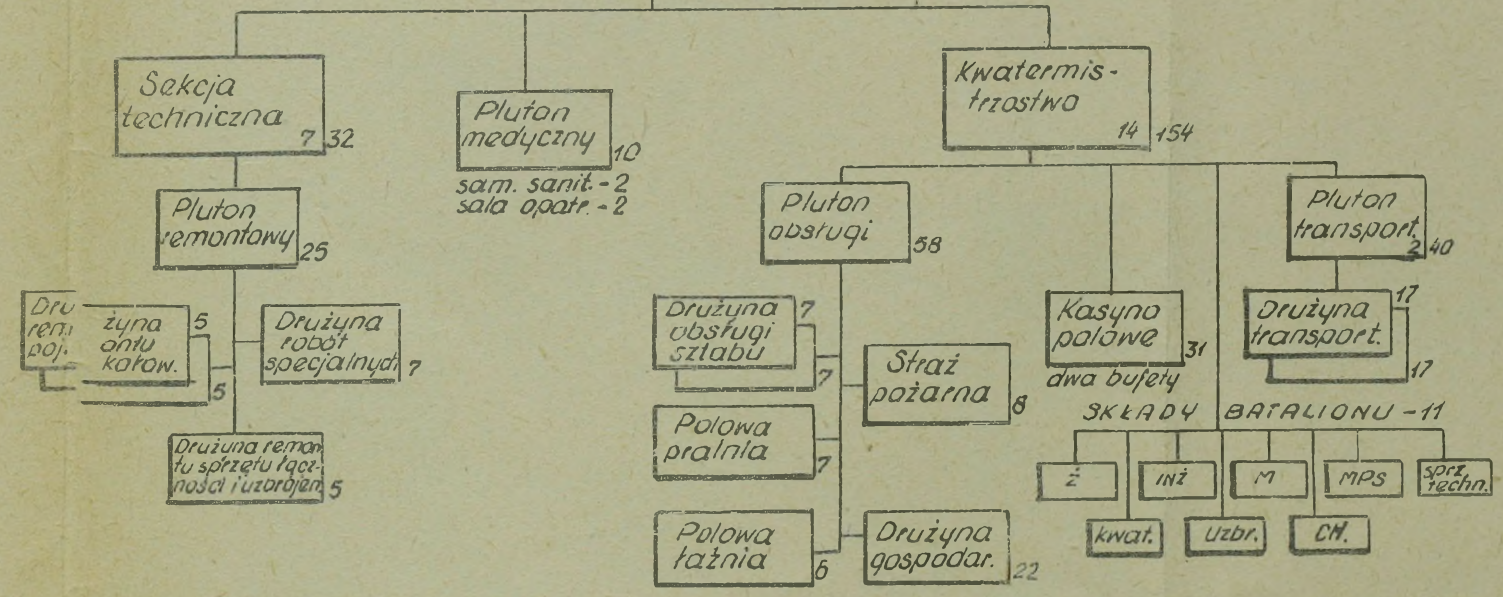 Sekcja
techniczna
7 32
Pluton
medyczny
10
sam. sanit. - 2
sala opatr. - 2
Kwatermis-
trzostwo
14 154
Pluton
remontowy
25
Pluton
obsługi
58
Pluton
transport.
2 40
Dru żyna
rem ontu
poj. kołow.
5
5
Drużyna
robót
specjalnych
7
Drużyna remon
tu sprzętu łącz-
ności i uzbrojen
5
Drużyna
obsługi
sztabu
7
7
Straż
pożarna
8
Polowa
pralnia
7
Polowa
łaźnia
6
Drużyna
gospodar.
22
Kasyno
polowe
31
dwa bufety
Drużyna
transport.
17
17
SKŁADY BATALIONU - 11
Ż
INŻ
M
MPS
sprz.
techn.
kwat.
Uzbr.
CH.